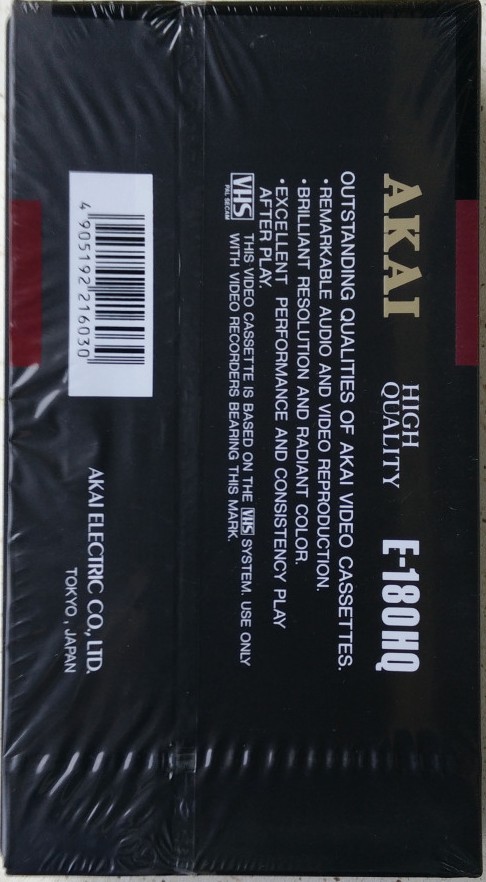 AKAI
HIGH
QUALITY
E-180HQ
OUTSTANDING QUALITIES OF AKAI VIDEO CASSETTES.
•REMARKABLE AUDIO AND VIDEO REPRODUCTION.
•BRILLIANT RESOLUTION AND RADIANT COLOR.
•EXCELLENT PERFORMANCE AND CONSISTENCY PLAY
AFTER PLAY.
VHS
PAL SECAM
THIS VIDEO CASSETTE IS BASED ON THE VHS SYSTEM. USE ONLY
WITH VIDEO RECORDERS BEARING THIS MARK.
4 905192 216030
AKAI ELECTRIC CO., LTD.
TOKYO, JAPAN